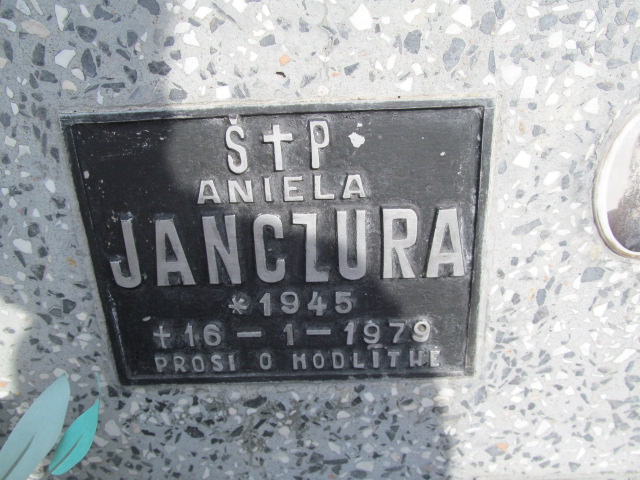 Ś✝P
ANIELA
JANCZURA
*1945
✝16-1-1979
PROSI O MODLITWE